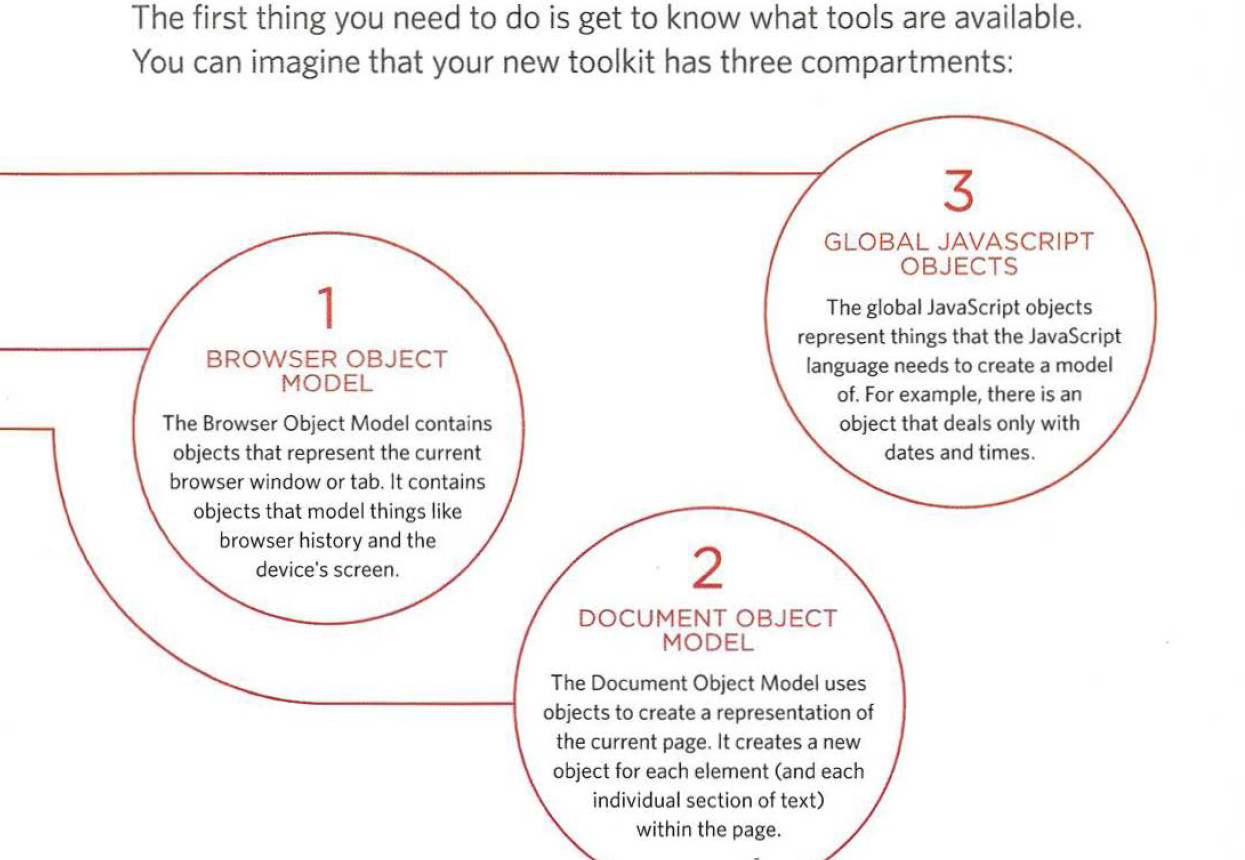 The first thing you need to do is get to know what tools are available.
You can imagine that your new toolkit has three compartments:
1
BROWSER OBJECT
MODEL
The Browser Object Model contains
objects that represent the current
browser window or tab. It contains
objects that model things like
browser history and the
device's screen.
2
DOCUMENT OBJECT
MODEL
The Document Object Model uses
objects to create a representation of
the current page. It creates a new
object for each element (and each
individual section of text)
within the page.
3
GLOBAL JAVASCRIPT
OBJECTS
The global JavaScript objects
represent things that the JavaScript
language needs to create a model
of. For example, there is an
object that deals only with
dates and times.